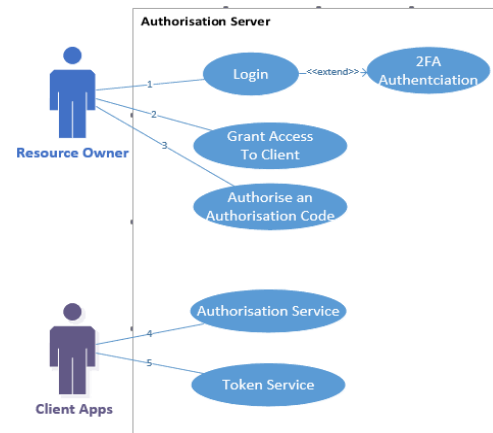 Authorisation Server
1
Login
<<extend>>
2FA
Authentciation
2
Grant Access
To Client
3
Resource Owner
Authorise an
Authorisation Code
Authorisation Service
4
5
Token Service
Client Apps